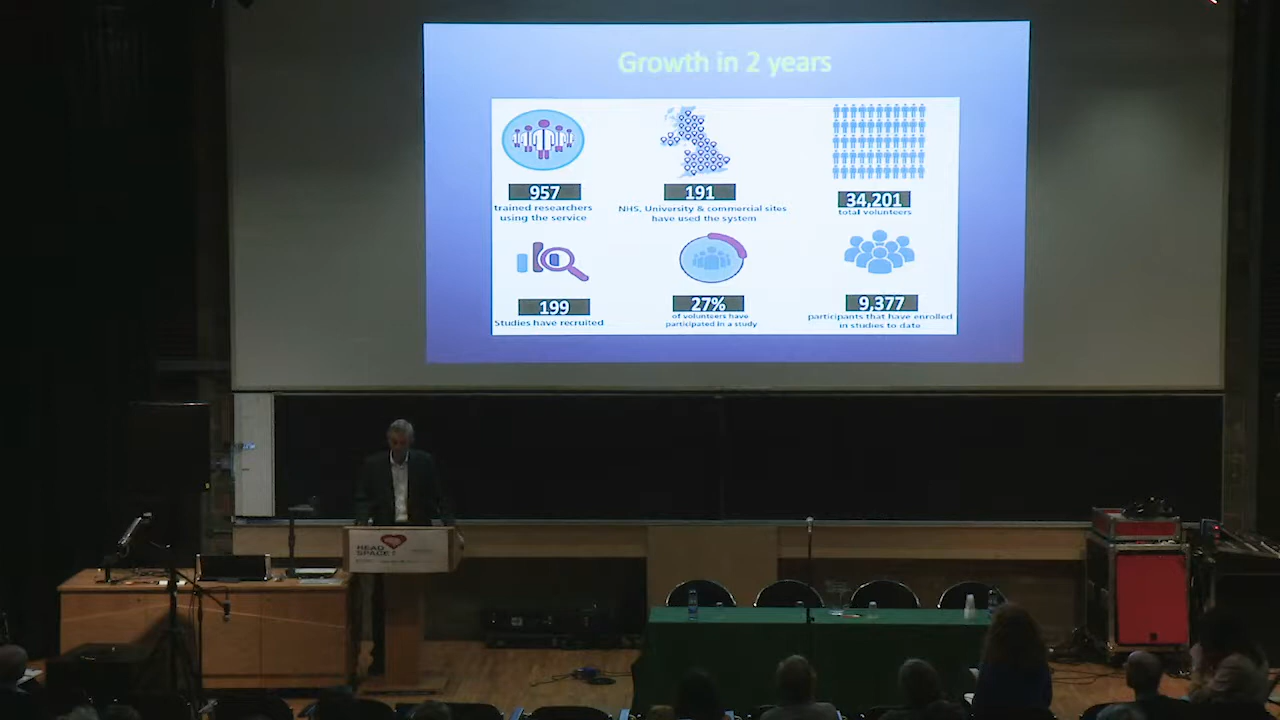 Growth in 2 years
957
trained researchers
using the service
191
NHS, University & commercial sites
have used the system
34,201
total volunteers
199
Studies have recruited
27%
of volunteers have
participated in a study
9,377
participants that have enrolled
in studies to date
HEAD
SPACE